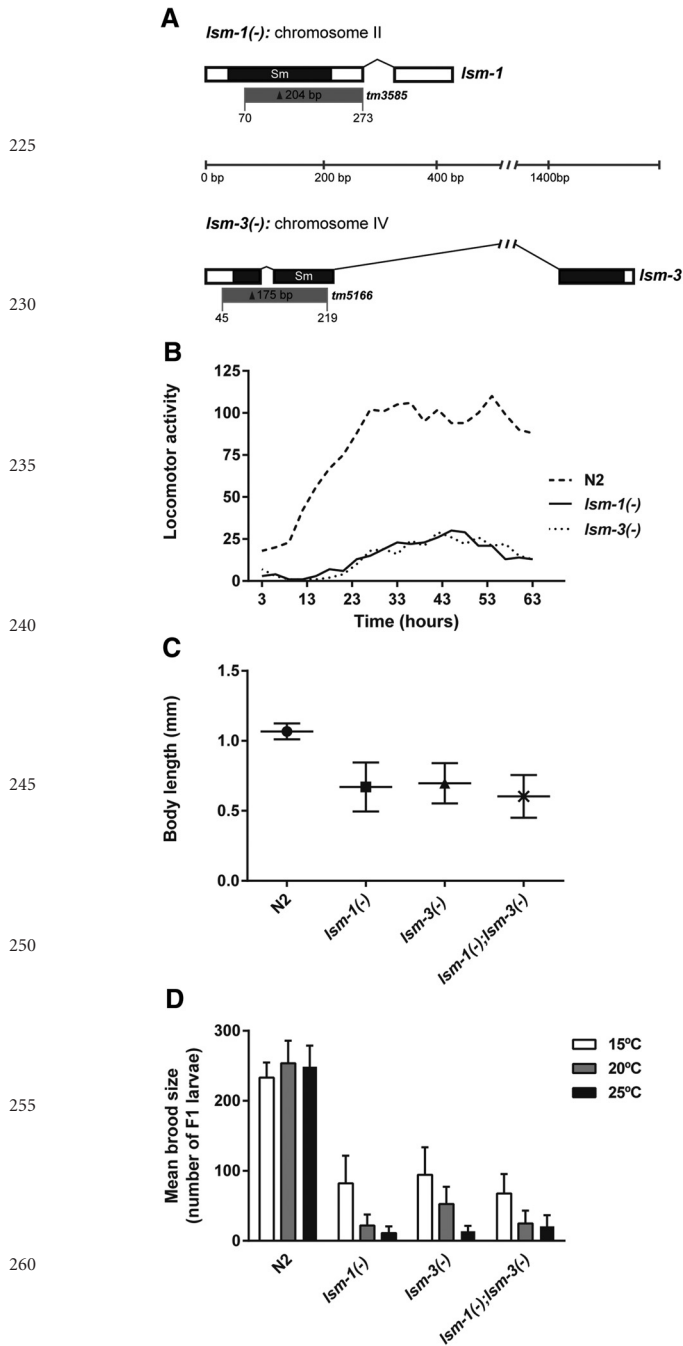 A
lsm-1(-): chromosome II
Sm
lsm-1
▲204 bp
tm3585
70
273
225
0 bp
200 bp
400 bp
1400bp
lsm-3(-): chromosome IV
Sm
lsm-3
▲175 bp
tm5166
230
45
219
B
125
100
75
50
25
0
Locomotor activity
235
N2
lsm-1(-)
lsm-3(-)
3
13
23
33
43
53
63
Time (hours)
240
C
1.5
1.0
0.5
0.0
Body length (mm)
245
N2
lsm-1(-)
lsm-3(-)
lsm-1(-);lsm-3(-)
250
D
300
200
100
0
Mean brood size
(number of F1 larvae)
15ºC
20ºC
25ºC
255
N2
lsm-1(-)
lsm-3(-)
lsm-1(-);lsm-3(-)
260